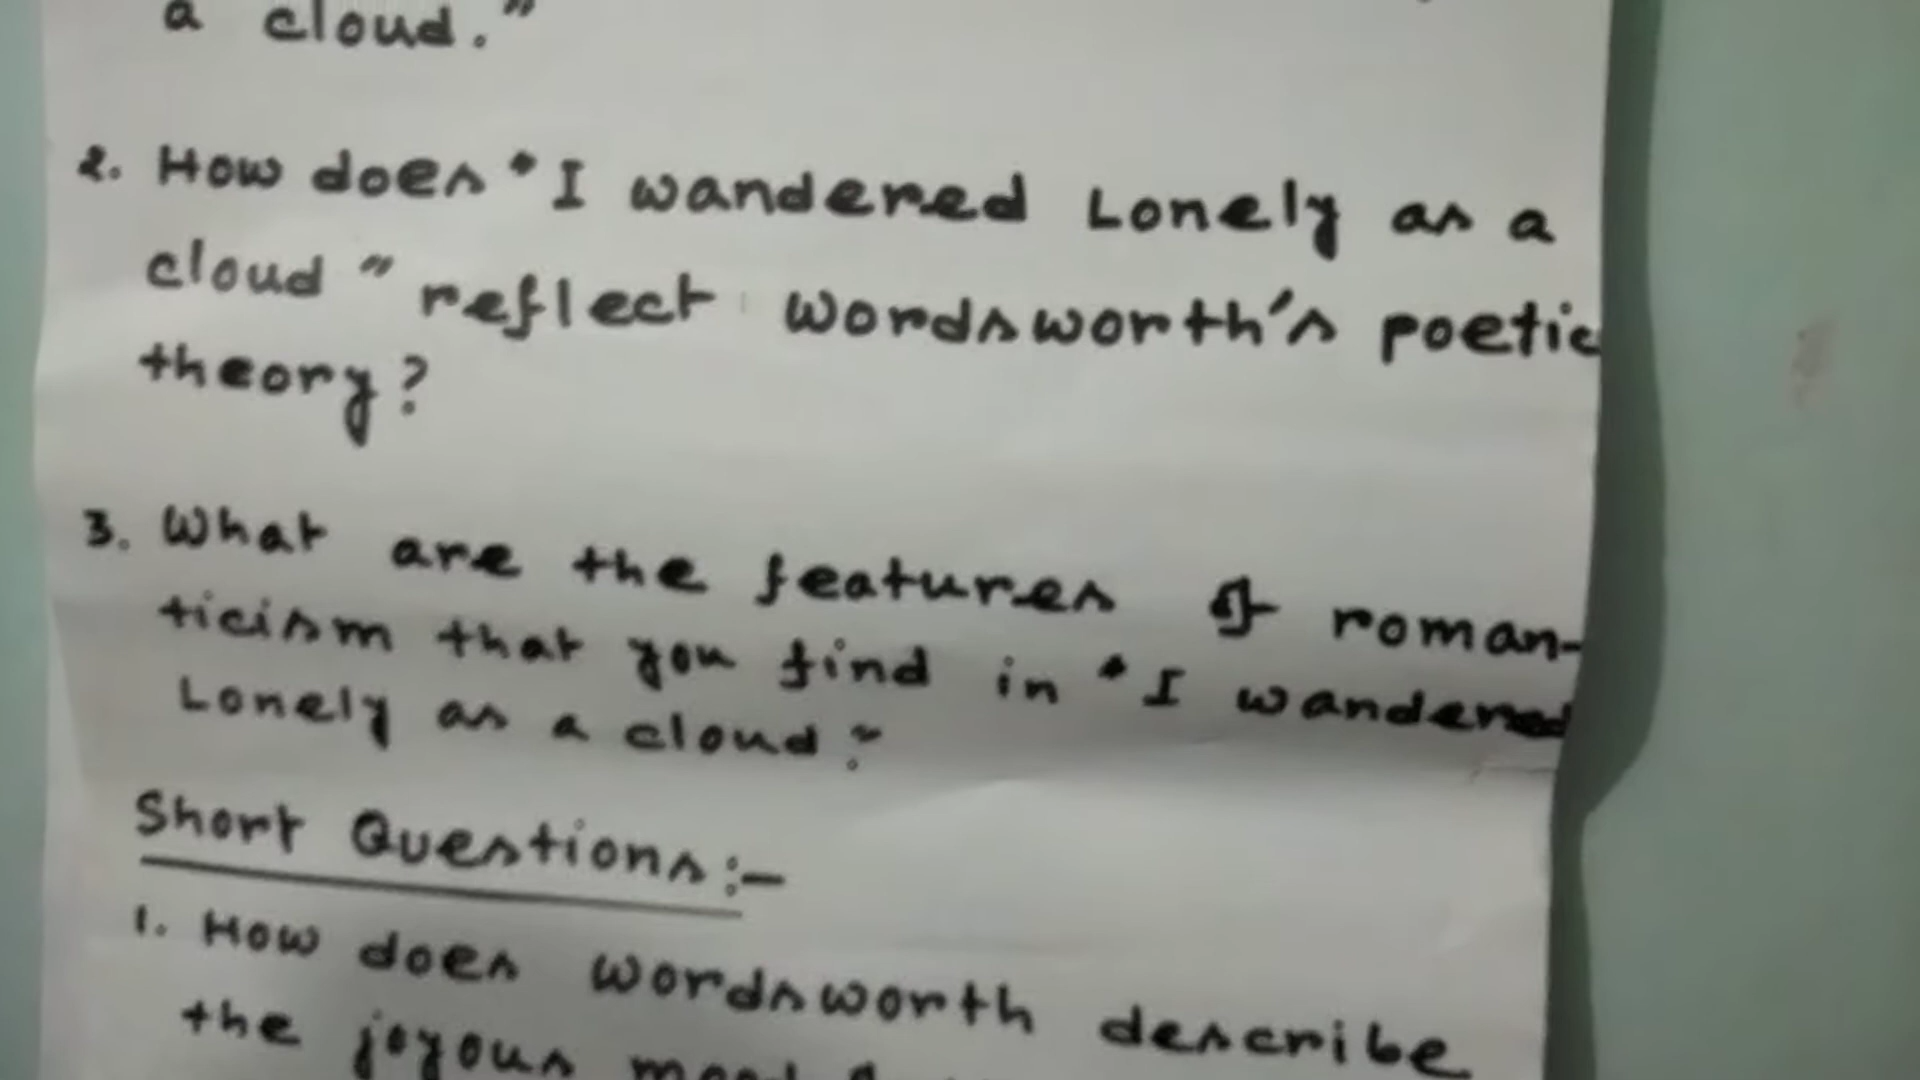 a cloud."
2. How does "I wandered Lonely as a
cloud" reflect wordsworth's poetic
theory?
3. What are the features of roman-
ticism that you find in "I wandered
Lonely as a cloud?"
Short Questions:-
1. How does wordsworth describe
the joyous mood